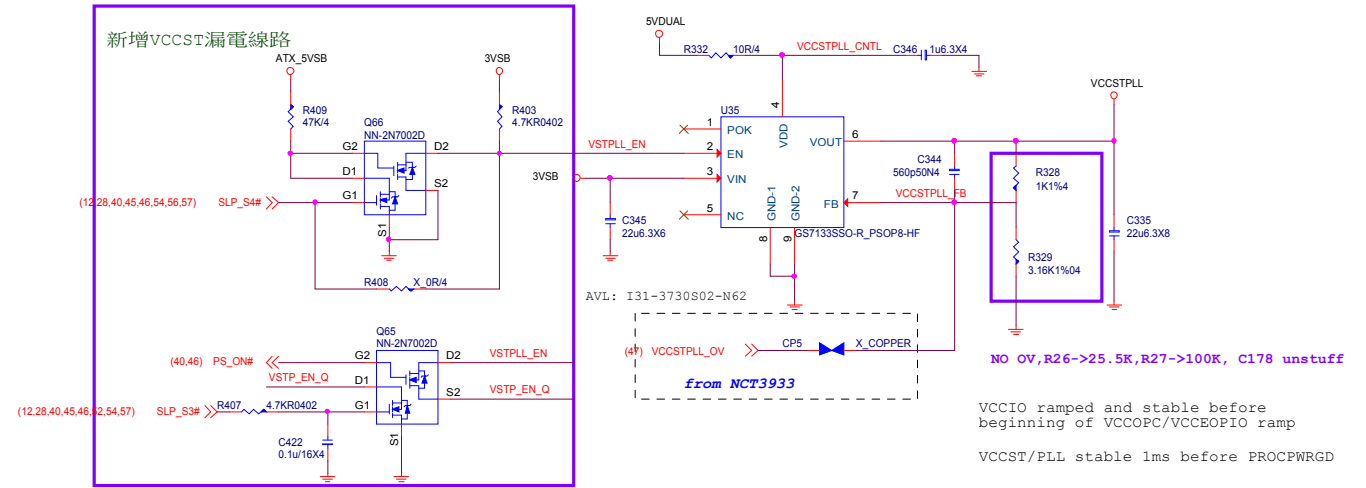 新增VCCST漏電線路
ATX_5VSB
3VSB
R409
47K/4
R403
4.7KR0402
Q66
NN-2N7002D
G2
D2
D1
S2
G1
S1
(12,28,40,45,46,54,56,57)
SLP_S4#
R408
X_0R/4
Q65
NN-2N7002D
(40,46)
PS_ON#
G2
D2
VSTPLL_EN
VSTP_EN_Q
D1
S2
VSTP_EN_Q
(12,28,40,45,46,52,54,57)
SLP_S3#
R407
4.7KR0402
G1
S1
C422
0.1u/16X4
5VDUAL
R332
10R/4
VCCSTPLL_CNTL
C346
1u6.3X4
VCCSTPLL
U35
4
1
POK
VDD
VOUT
6
VSTPLL_EN
2
EN
3VSB
3
VIN
5
NC
GND-1
GND-2
FB
7
8
9
GS7133SSO-R_PSOP8-HF
C345
22u6.3X6
C344
560p50N4
VCCSTPLL_FB
R328
1K1%4
R329
3.16K1%04
C335
22u6.3X8
AVL: I31-3730S02-N62
(47)
VCCSTPLL_OV
CP5
X_COPPER
from NCT3933
NO OV,R26->25.5K,R27->100K, C178 unstuff
VCCIO ramped and stable before
beginning of VCCOPC/VCCEOPIO ramp
VCCST/PLL stable 1ms before PROCPWRGD